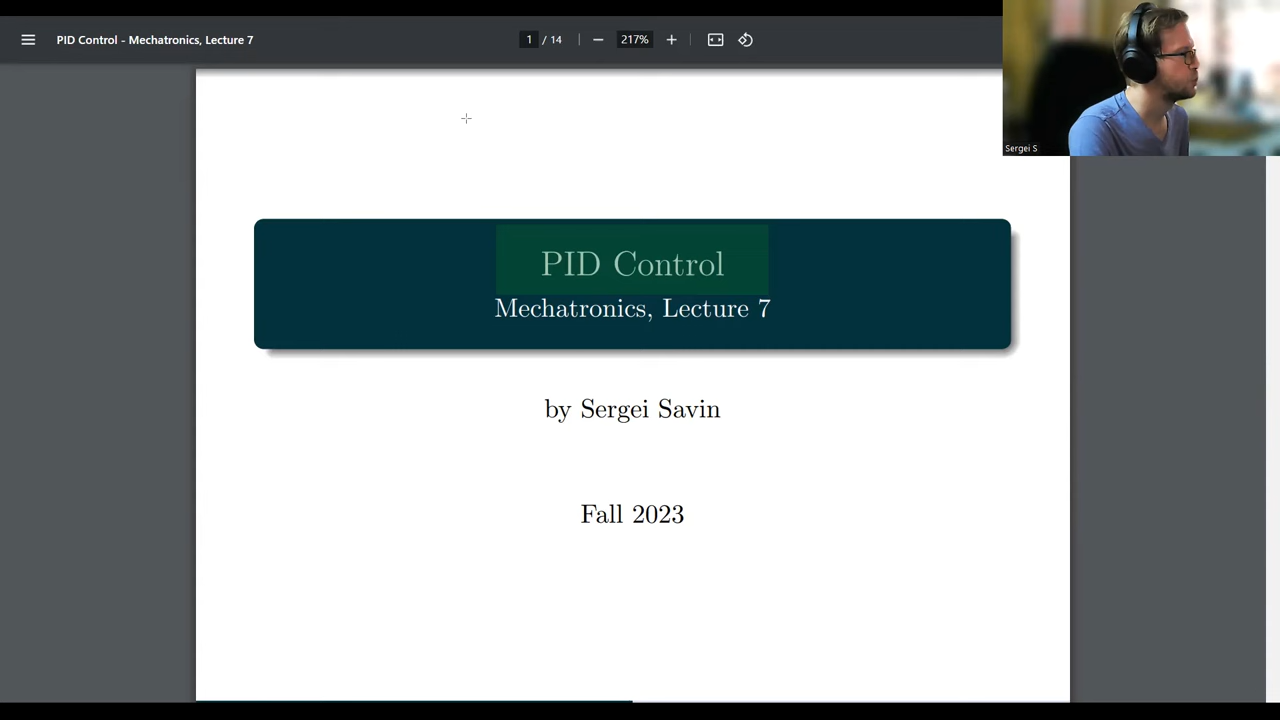 PID Control - Mechatronics, Lecture 7
1 / 14
217%
Sergei S
PID Control
Mechatronics, Lecture 7
by Sergei Savin
Fall 2023